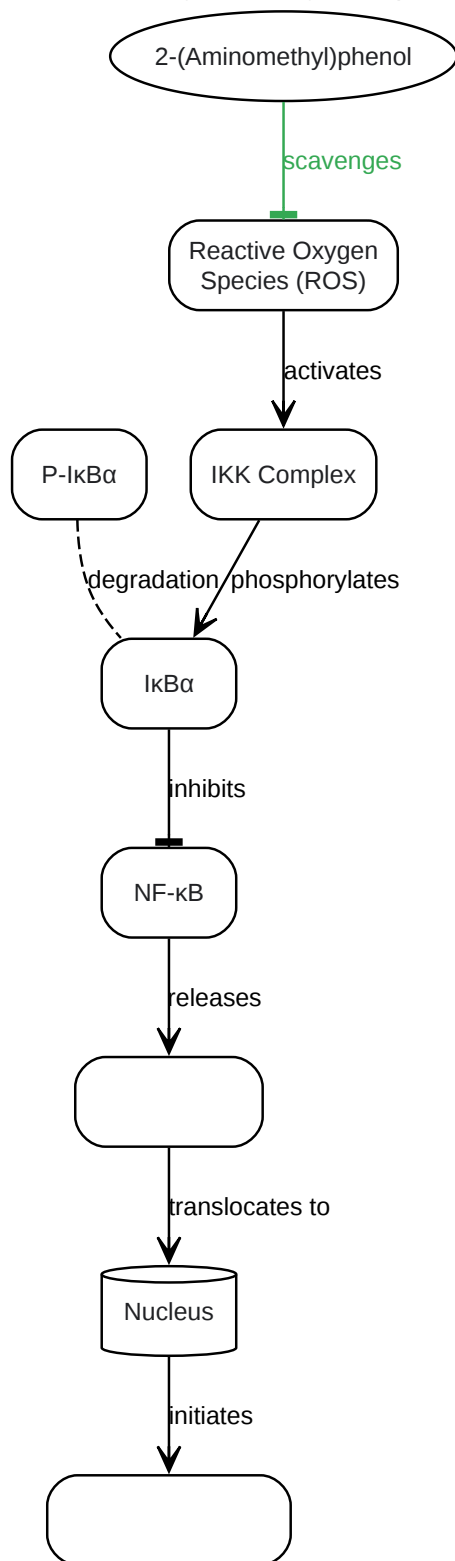 2-(Aminomethyl)phenol
scavenges
Reactive Oxygen
Species (ROS)
activates
P-IκBα
IKK Complex
degradation
phosphorylates
IκBα
inhibits
NF-κB
releases
translocates to
Nucleus
initiates